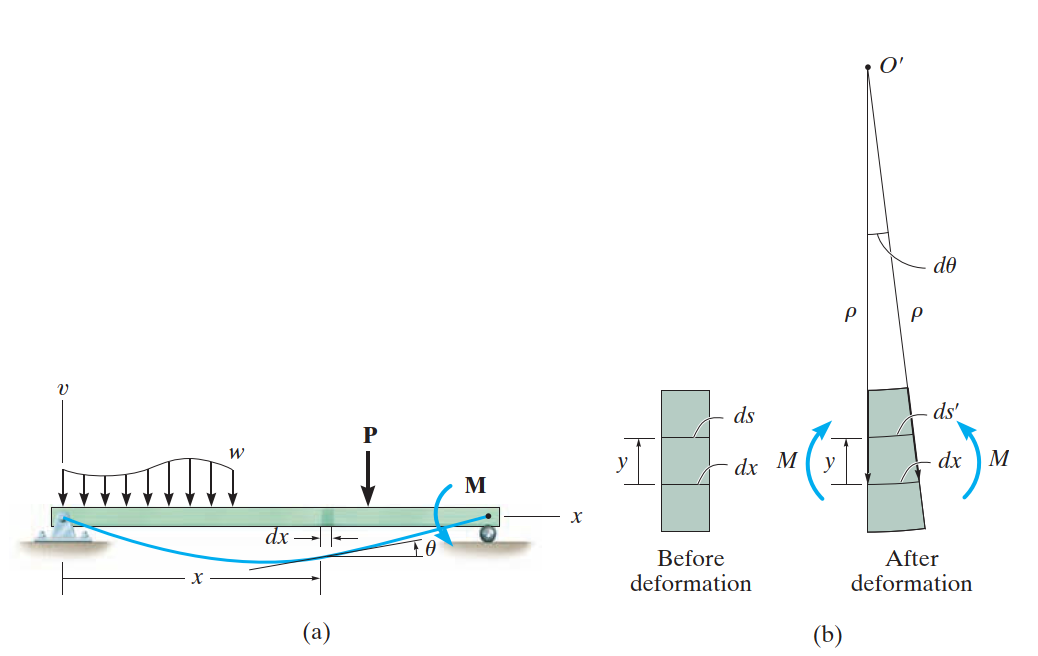 v
w
P
M
x
dx
θ
x
(a)
O'
dθ
ρ
ρ
ds
y
dx
Before
deformation
ds'
M
y
dx
M
After
deformation
(b)